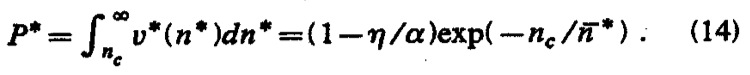 P* = ∫_{n_c}^{∞} v*(n*)dn* = (1−η/α)exp(−n_c/n̄*) . (14)